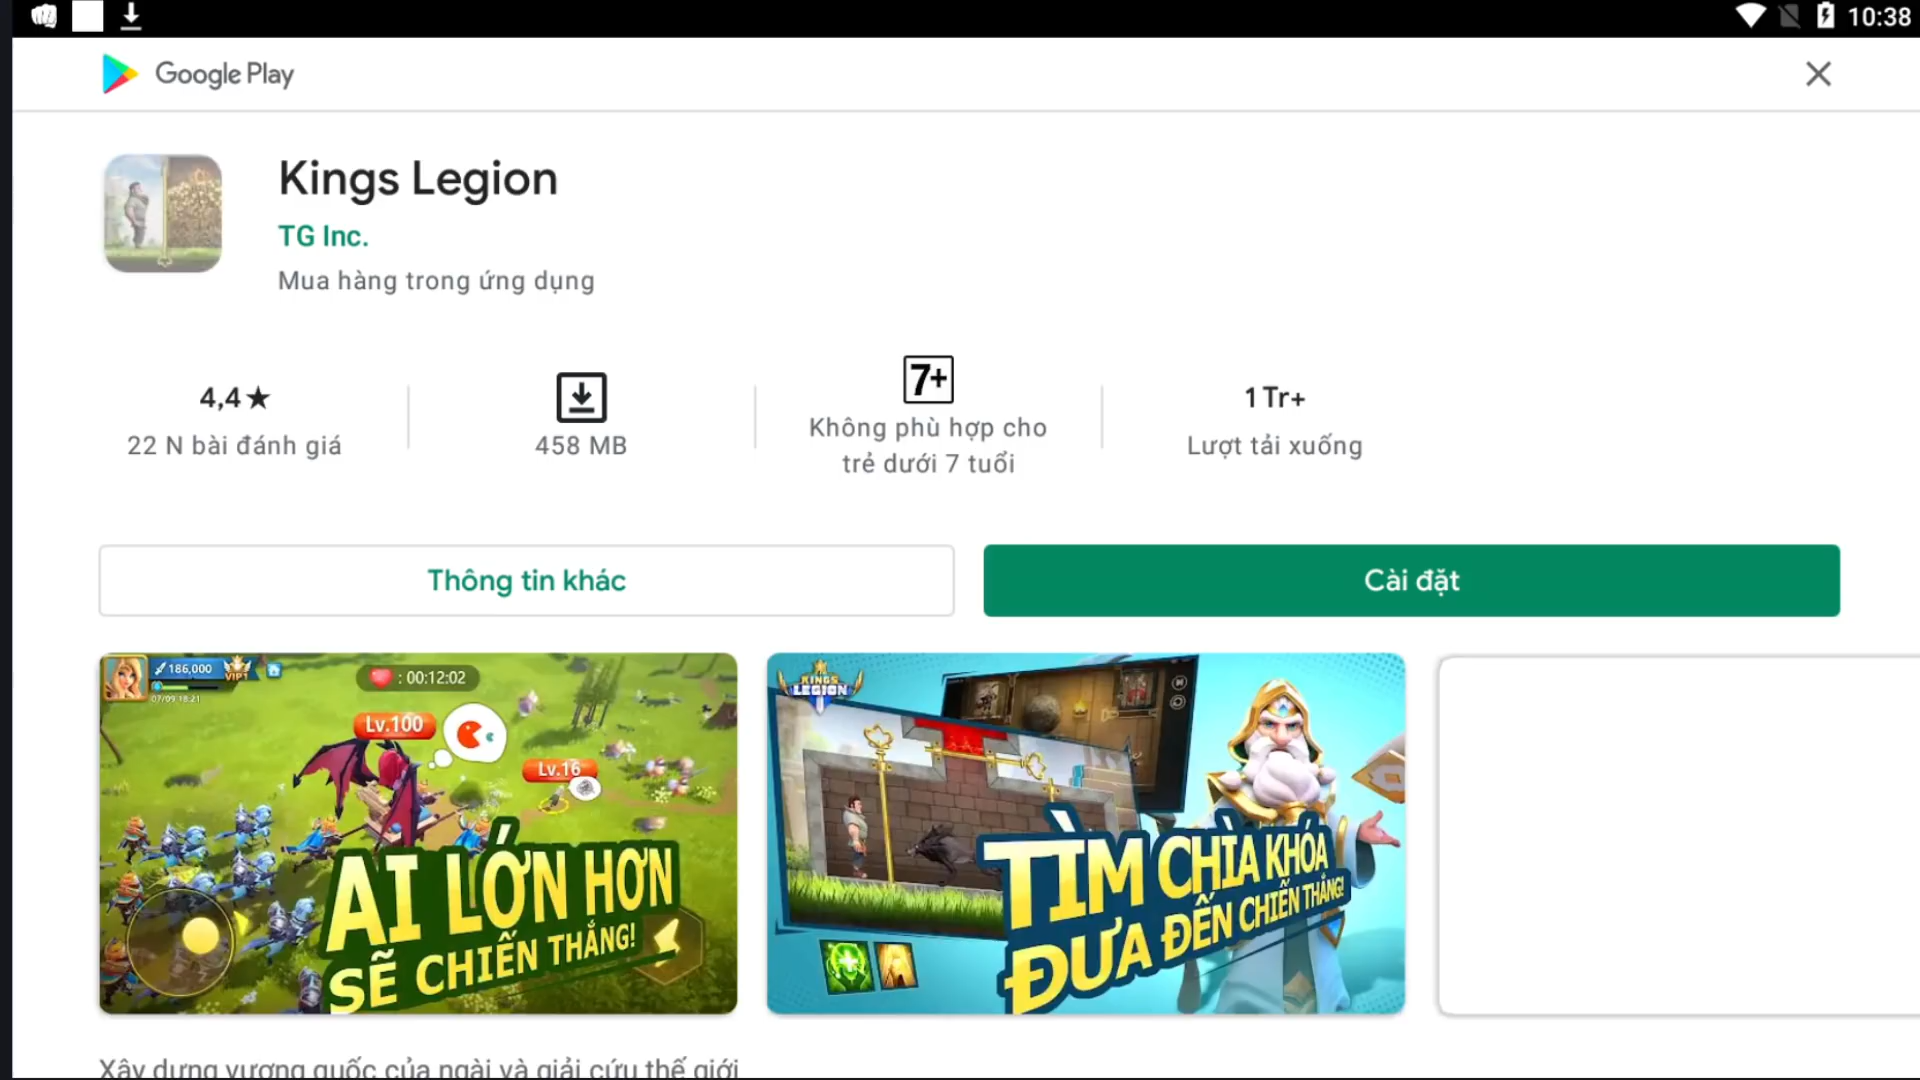 10:38
Google Play
Kings Legion
TG Inc.
Mua hàng trong ứng dụng
4,4★
22 N bài đánh giá
458 MB
7+
Không phù hợp cho
trẻ dưới 7 tuổi
1 Tr+
Lượt tải xuống
Thông tin khác
Cài đặt
186,000
VIP1
07/09 18:21
: 00:12:02
Lv.100
Lv.16
AI LỚN HƠN
SẼ CHIẾN THẮNG!
KINGS
LEGION
TÌM CHÌA KHÓA
ĐƯA ĐẾN CHIẾN THẮNG!
Xây dựng vương quốc của ngài và giải cứu thế giới